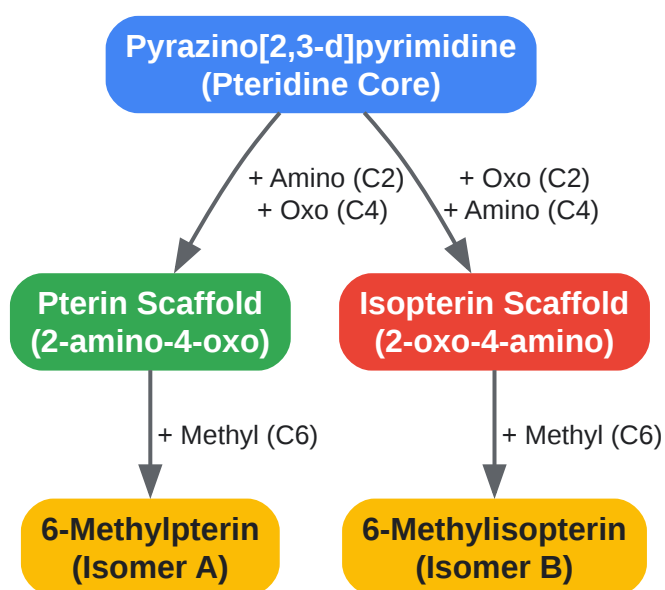 Pyrazino[2,3-d]pyrimidine
(Pteridine Core)
+ Amino (C2)
+ Oxo (C4)
+ Oxo (C2)
+ Amino (C4)
Pterin Scaffold
(2-amino-4-oxo)
Isopterin Scaffold
(2-oxo-4-amino)
+ Methyl (C6)
+ Methyl (C6)
6-Methylpterin
(Isomer A)
6-Methylisopterin
(Isomer B)